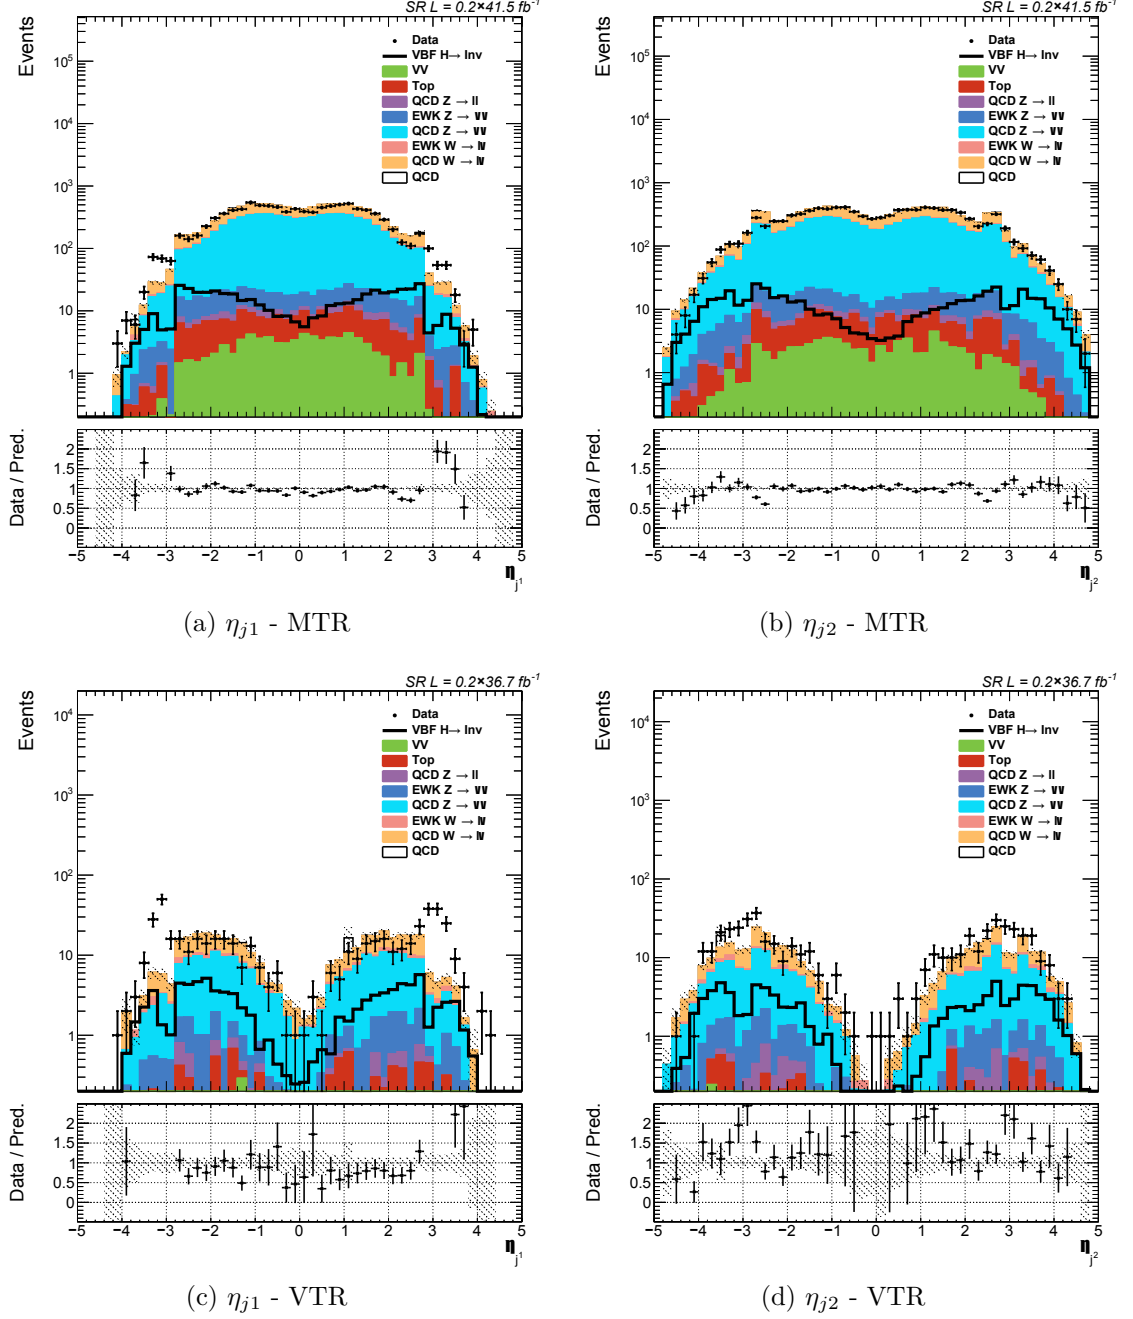 SR L = 0.2×41.5 fb⁻¹
Events
10⁵
10⁴
10³
10²
10
1
Data
VBF H→ Inv
VV
Top
QCD Z → ll
EWK Z → νν
QCD Z → νν
EWK W → lν
QCD W → lν
QCD
Data / Pred.
2
1.5
1
0.5
0
−5 −4 −3 −2 −1 0 1 2 3 4 5
η_j¹
(a) η_j1 - MTR
SR L = 0.2×41.5 fb⁻¹
Events
10⁵
10⁴
10³
10²
10
1
Data
VBF H→ Inv
VV
Top
QCD Z → ll
EWK Z → νν
QCD Z → νν
EWK W → lν
QCD W → lν
QCD
Data / Pred.
2
1.5
1
0.5
0
−5 −4 −3 −2 −1 0 1 2 3 4 5
η_j²
(b) η_j2 - MTR
SR L = 0.2×36.7 fb⁻¹
Events
10⁴
10³
10²
10
1
Data
VBF H→ Inv
VV
Top
QCD Z → ll
EWK Z → νν
QCD Z → νν
EWK W → lν
QCD W → lν
QCD
Data / Pred.
2
1.5
1
0.5
0
−5 −4 −3 −2 −1 0 1 2 3 4 5
η_j¹
(c) η_j1 - VTR
SR L = 0.2×36.7 fb⁻¹
Events
10⁴
10³
10²
10
1
Data
VBF H→ Inv
VV
Top
QCD Z → ll
EWK Z → νν
QCD Z → νν
EWK W → lν
QCD W → lν
QCD
Data / Pred.
2
1.5
1
0.5
0
−5 −4 −3 −2 −1 0 1 2 3 4 5
η_j²
(d) η_j2 - VTR